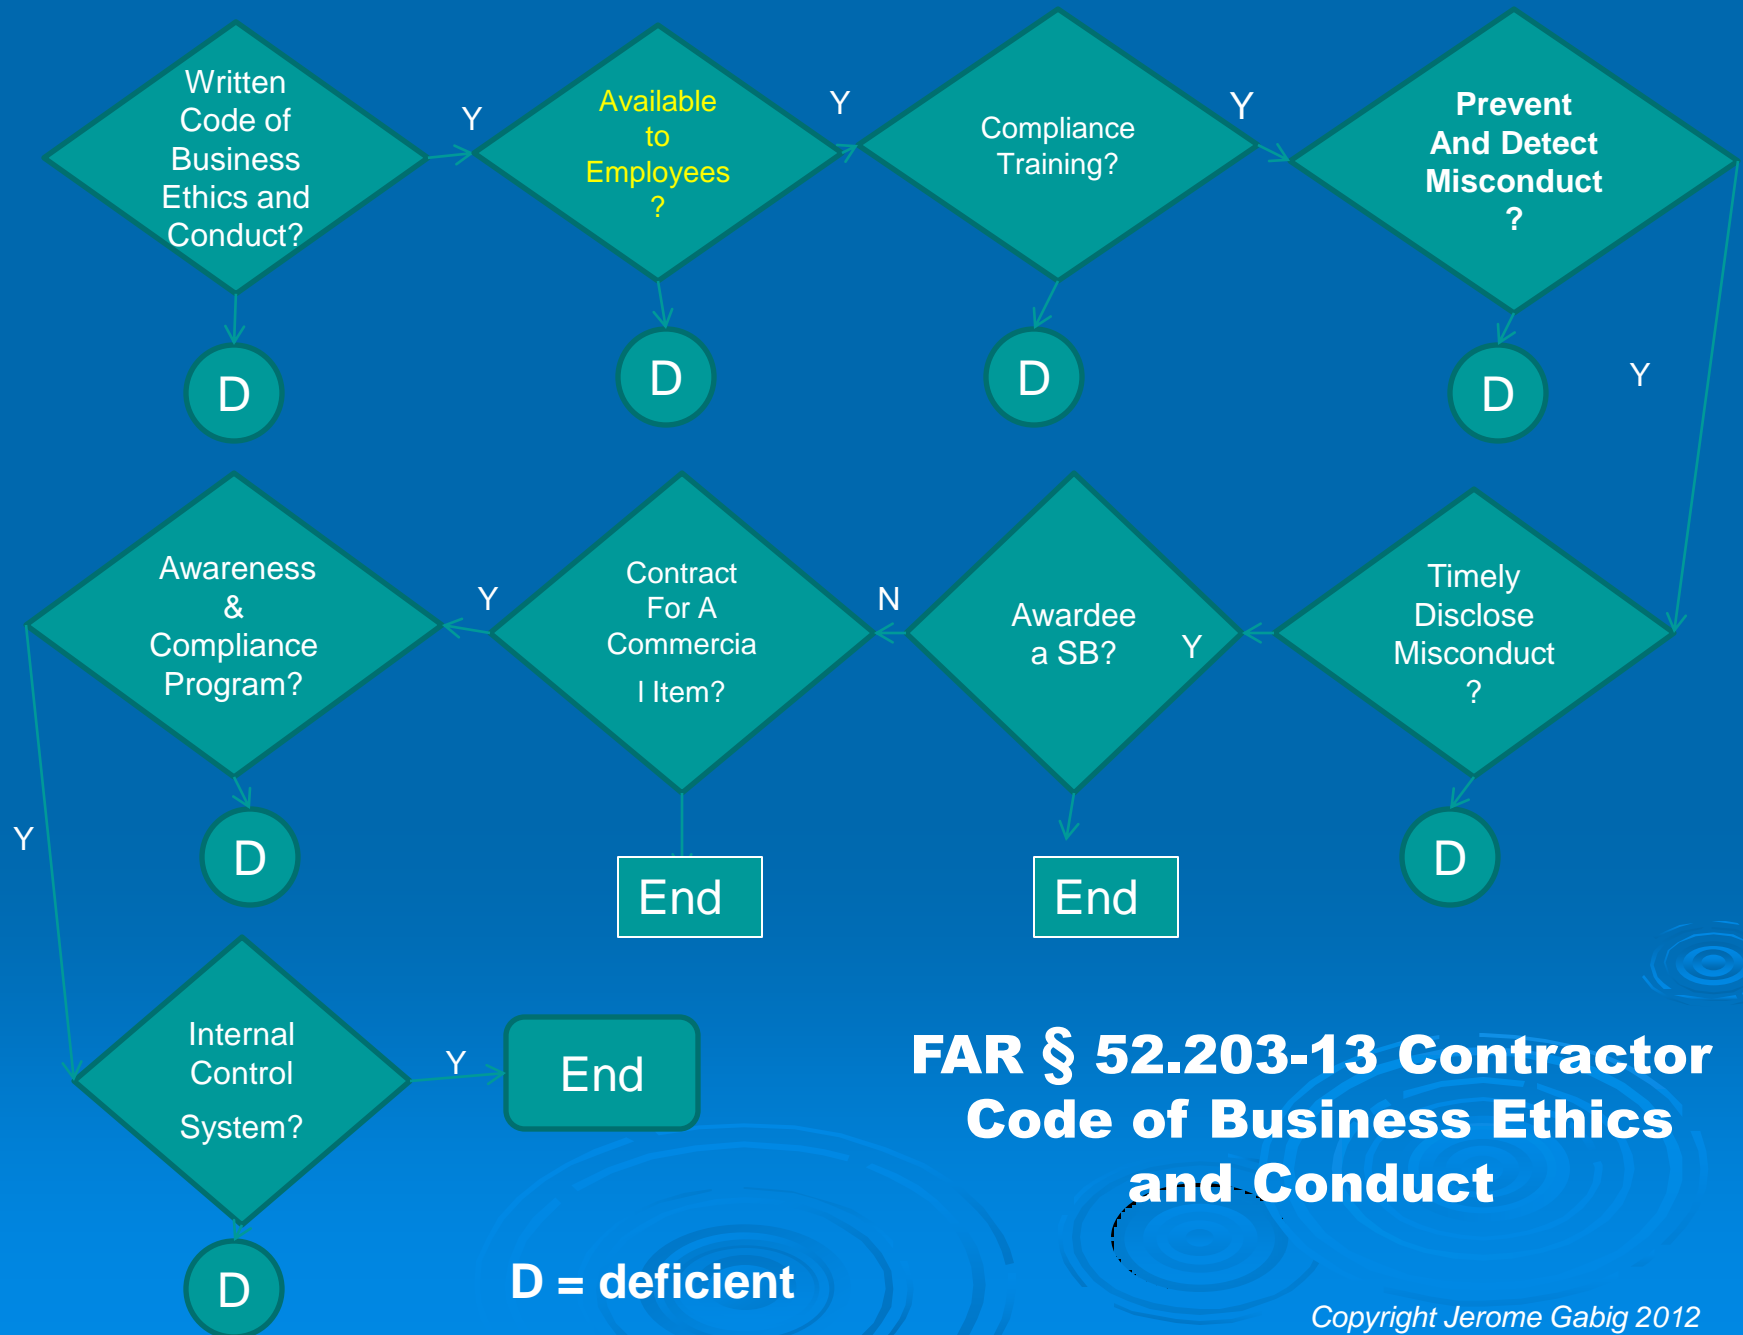 Written
Code of
Business
Ethics and
Conduct?
Y
Available
to
Employees
?
Y
Compliance
Training?
Y
Prevent
And Detect
Misconduct
?
D
D
D
D
Y
Awareness
&
Compliance
Program?
Y
Contract
For A
Commercia
l Item?
N
Awardee
a SB?
Y
Timely
Disclose
Misconduct
?
Y
D
End
End
D
Internal
Control
System?
Y
End
FAR § 52.203-13 Contractor
Code of Business Ethics
and Conduct
D
D = deficient
Copyright Jerome Gabig 2012